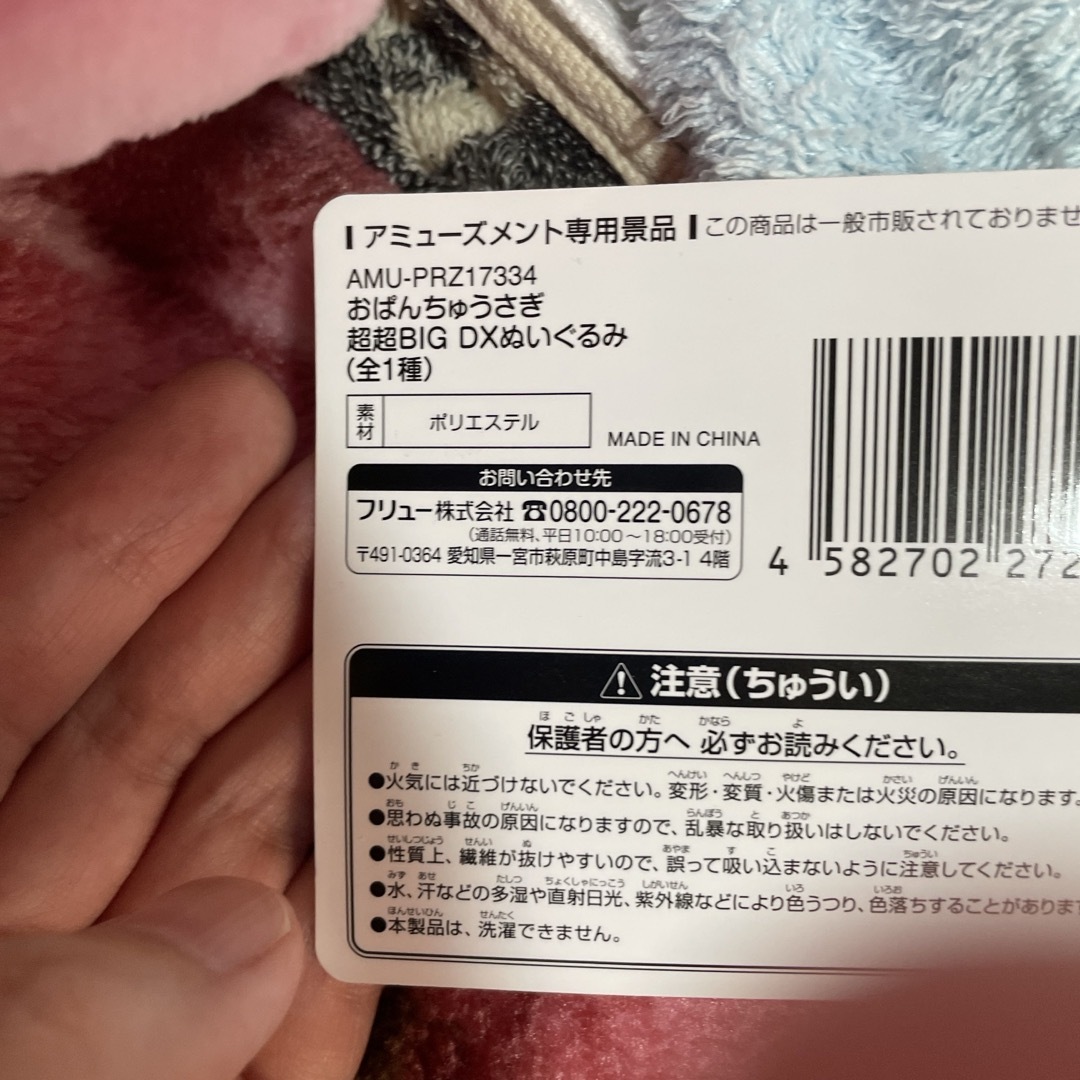 アミューズメント専用景品 この商品は一般市販されておりませ
AMU-PRZ17334
おぱんちゅうさぎ
超超BIG DXぬいぐるみ
(全1種)
素材 ポリエステル
MADE IN CHINA
お問い合わせ先
フリュー株式会社 ☎0800-222-0678
(通話無料、平日10:00～18:00受付)
〒491-0364 愛知県一宮市萩原町中島字流3-1 4階
4 582702 272
⚠注意(ちゅうい)
保護者の方へ 必ずお読みください。
●火気には近づけないでください。変形・変質・火傷または火災の原因になります。
●思わぬ事故の原因になりますので、乱暴な取り扱いはしないでください。
●性質上、繊維が抜けやすいので、誤って吸い込まないように注意してください。
●水、汗などの多湿や直射日光、紫外線などにより色うつり、色落ちすることがありま
●本製品は、洗濯できません。